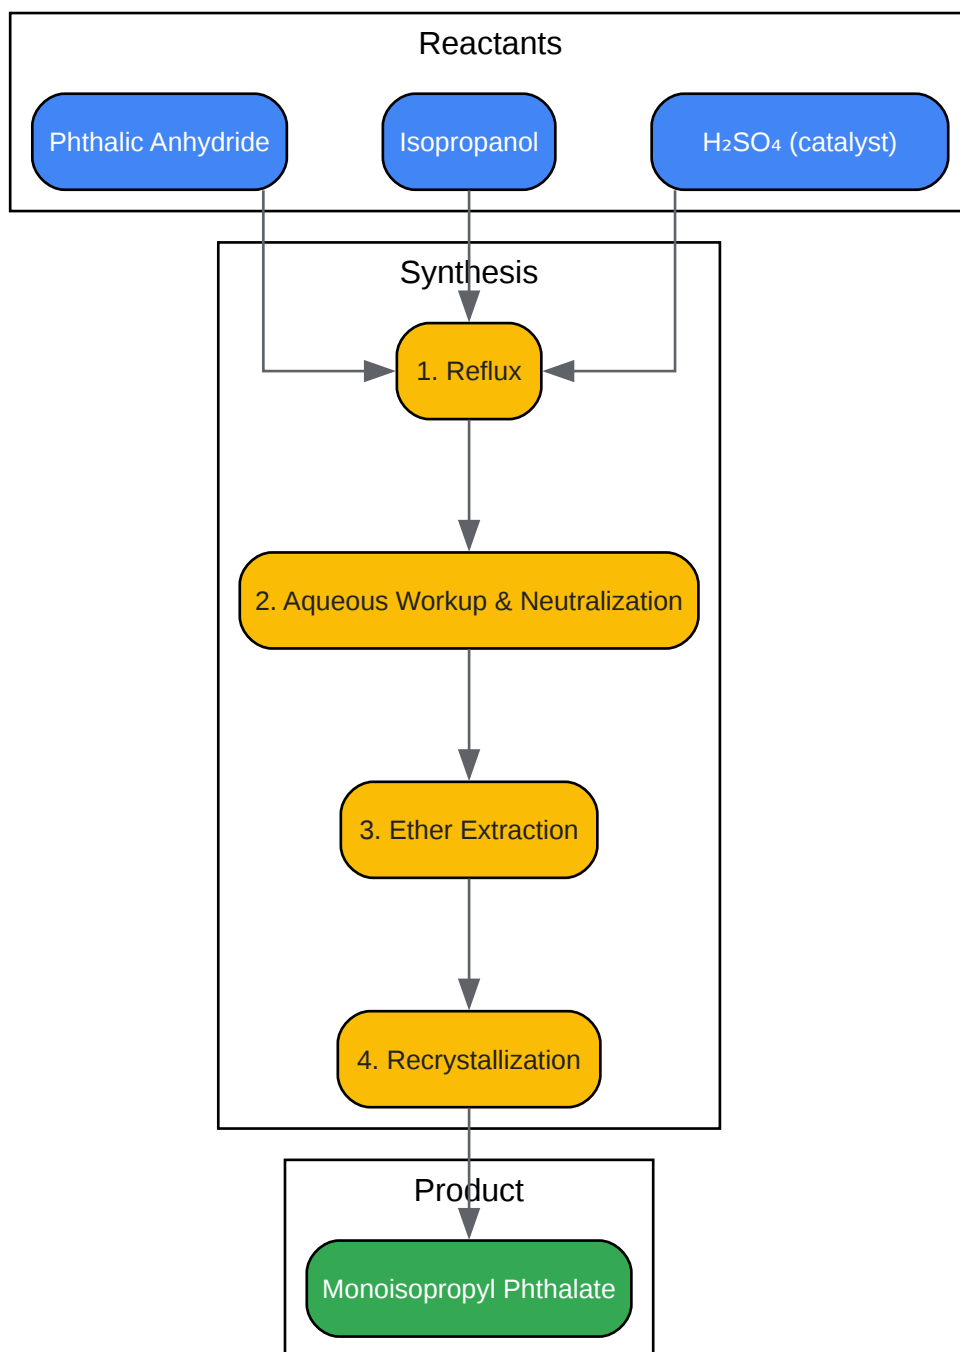 Reactants
Phthalic Anhydride
Isopropanol
H₂SO₄ (catalyst)
Synthesis
1. Reflux
2. Aqueous Workup & Neutralization
3. Ether Extraction
4. Recrystallization
Product
Monoisopropyl Phthalate